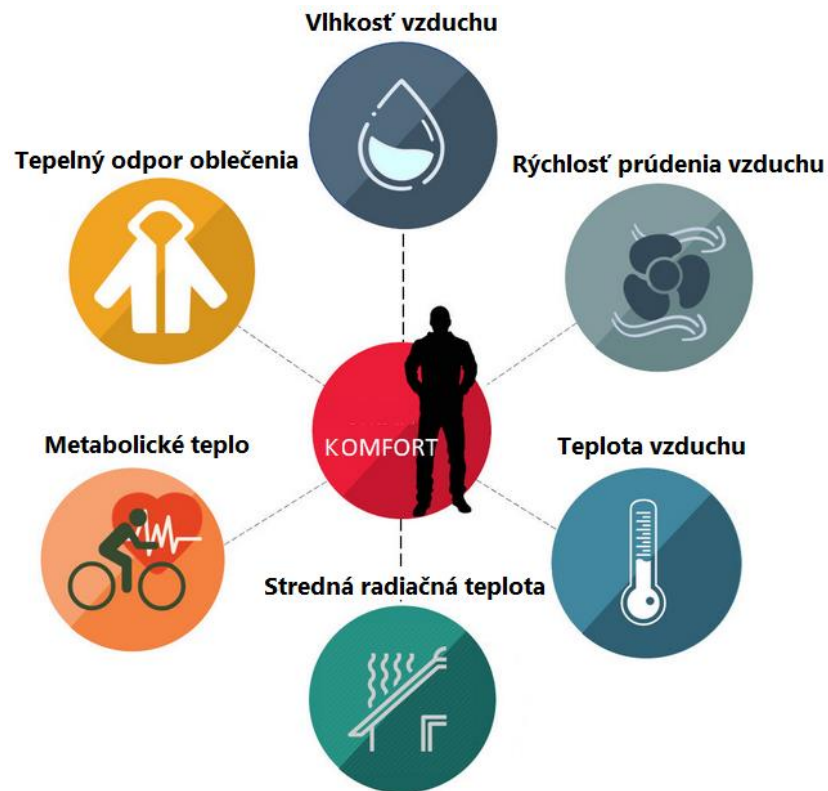 Vlhkosť vzduchu
Tepelný odpor oblečenia
Rýchlosť prúdenia vzduchu
KOMFORT
Metabolické teplo
Teplota vzduchu
Stredná radiačná teplota